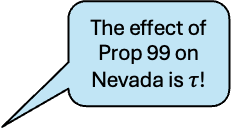 The effect of
Prop 99 on
Nevada is τ!